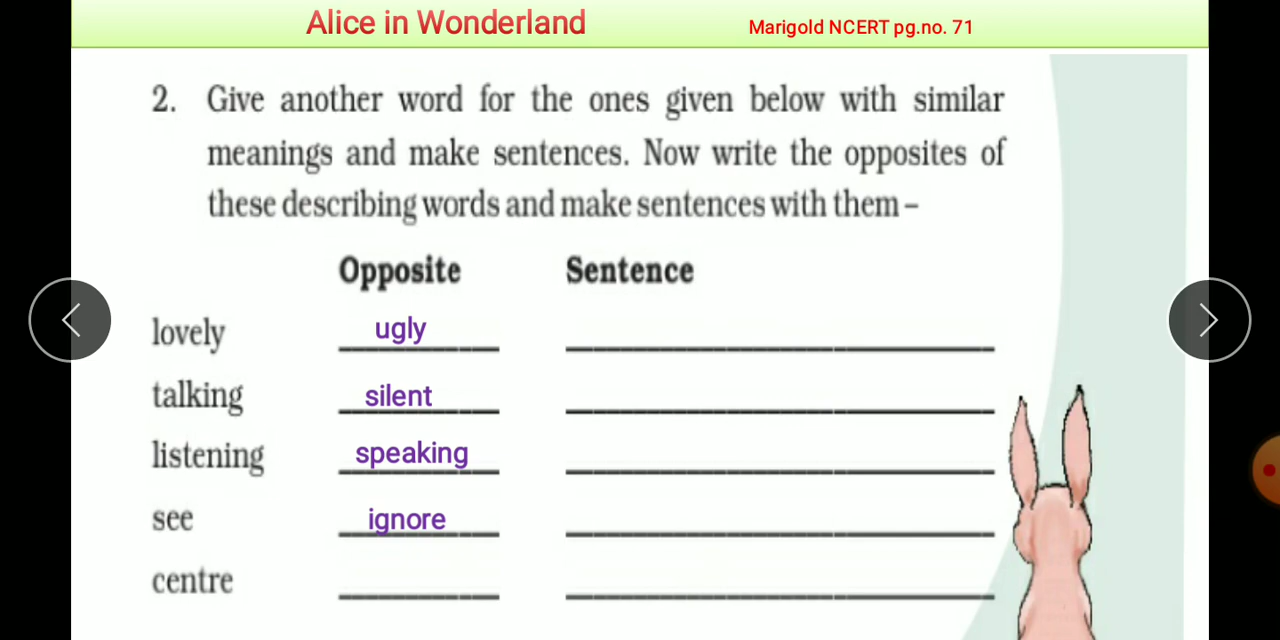 Alice in Wonderland Marigold NCERT pg.no. 71
2. Give another word for the ones given below with similar
meanings and make sentences. Now write the opposites of
these describing words and make sentences with them –
Opposite Sentence
lovely ugly
talking silent
listening speaking
see ignore
centre